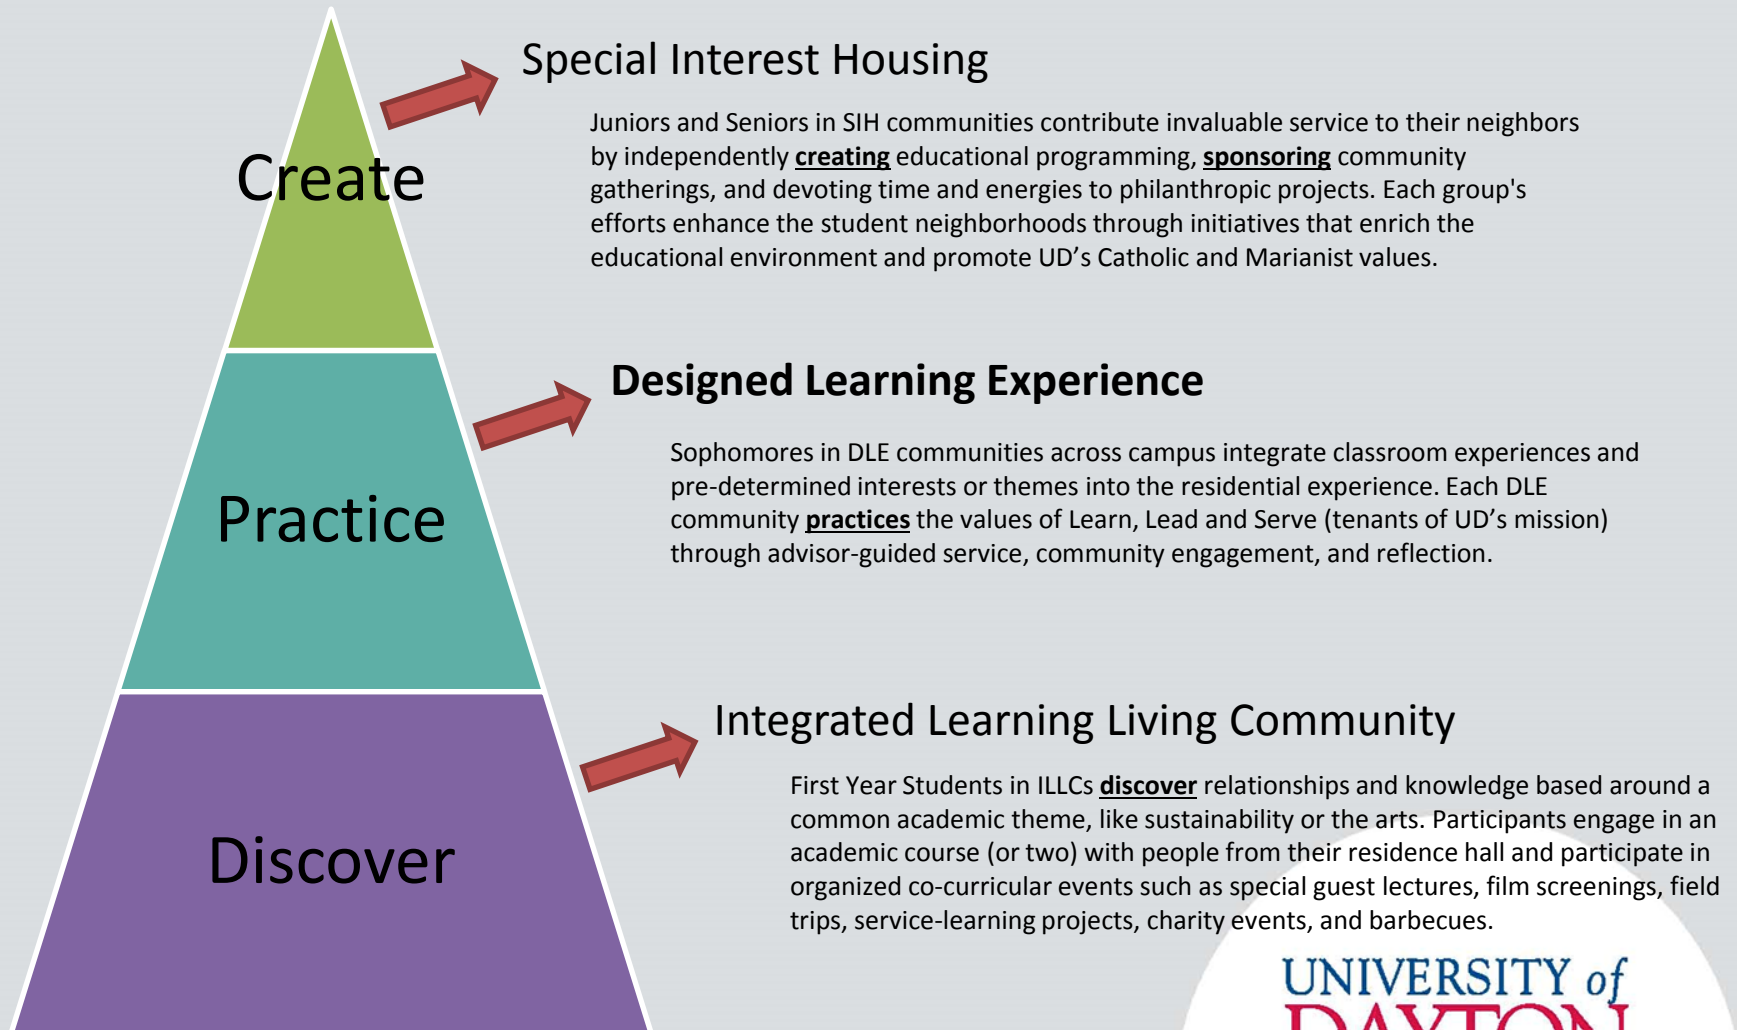 Special Interest Housing
Juniors and Seniors in SIH communities contribute invaluable service to their neighbors
by independently creating educational programming, sponsoring community
gatherings, and devoting time and energies to philanthropic projects. Each group's
efforts enhance the student neighborhoods through initiatives that enrich the
educational environment and promote UD’s Catholic and Marianist values.
Create
Designed Learning Experience
Sophomores in DLE communities across campus integrate classroom experiences and
pre-determined interests or themes into the residential experience. Each DLE
community practices the values of Learn, Lead and Serve (tenants of UD’s mission)
through advisor-guided service, community engagement, and reflection.
Practice
Integrated Learning Living Community
First Year Students in ILLCs discover relationships and knowledge based around a
common academic theme, like sustainability or the arts. Participants engage in an
academic course (or two) with people from their residence hall and participate in
organized co-curricular events such as special guest lectures, film screenings, field
trips, service-learning projects, charity events, and barbecues.
Discover
UNIVERSITY of
DAYTON